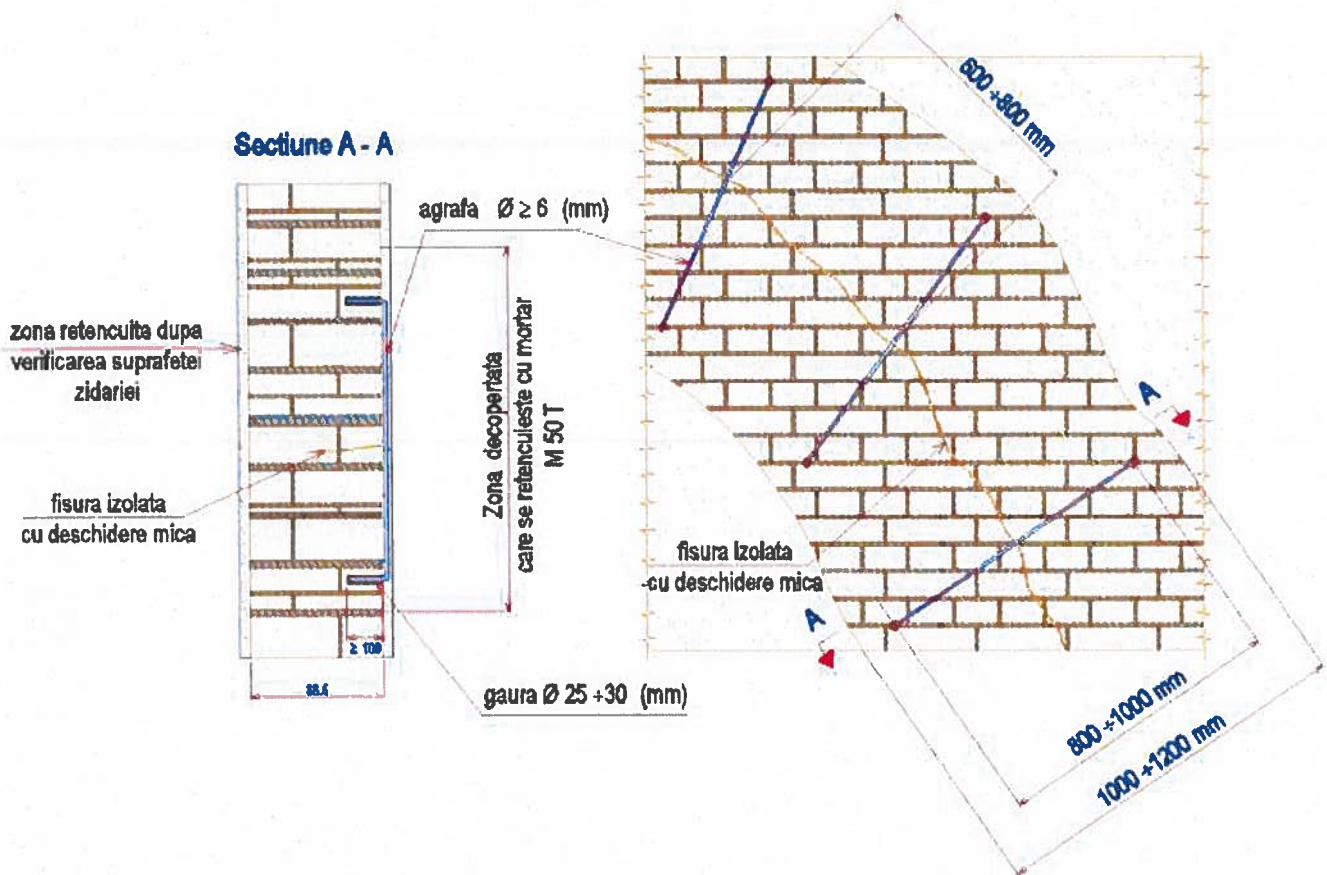 Sectiune A - A
agrafa Ø ≥ 6 (mm)
zona retencuita dupa
verificarea suprafetei
zidariei
fisura izolata
cu deschidere mica
Zona decopertata
care se retencuieste cu mortar
M 50 T
≥ 100
gaura Ø 25 ÷30 (mm)
600 ÷800 mm
A
fisura izolata
cu deschidere mica
A
800 ÷1000 mm
1000 ÷1200 mm